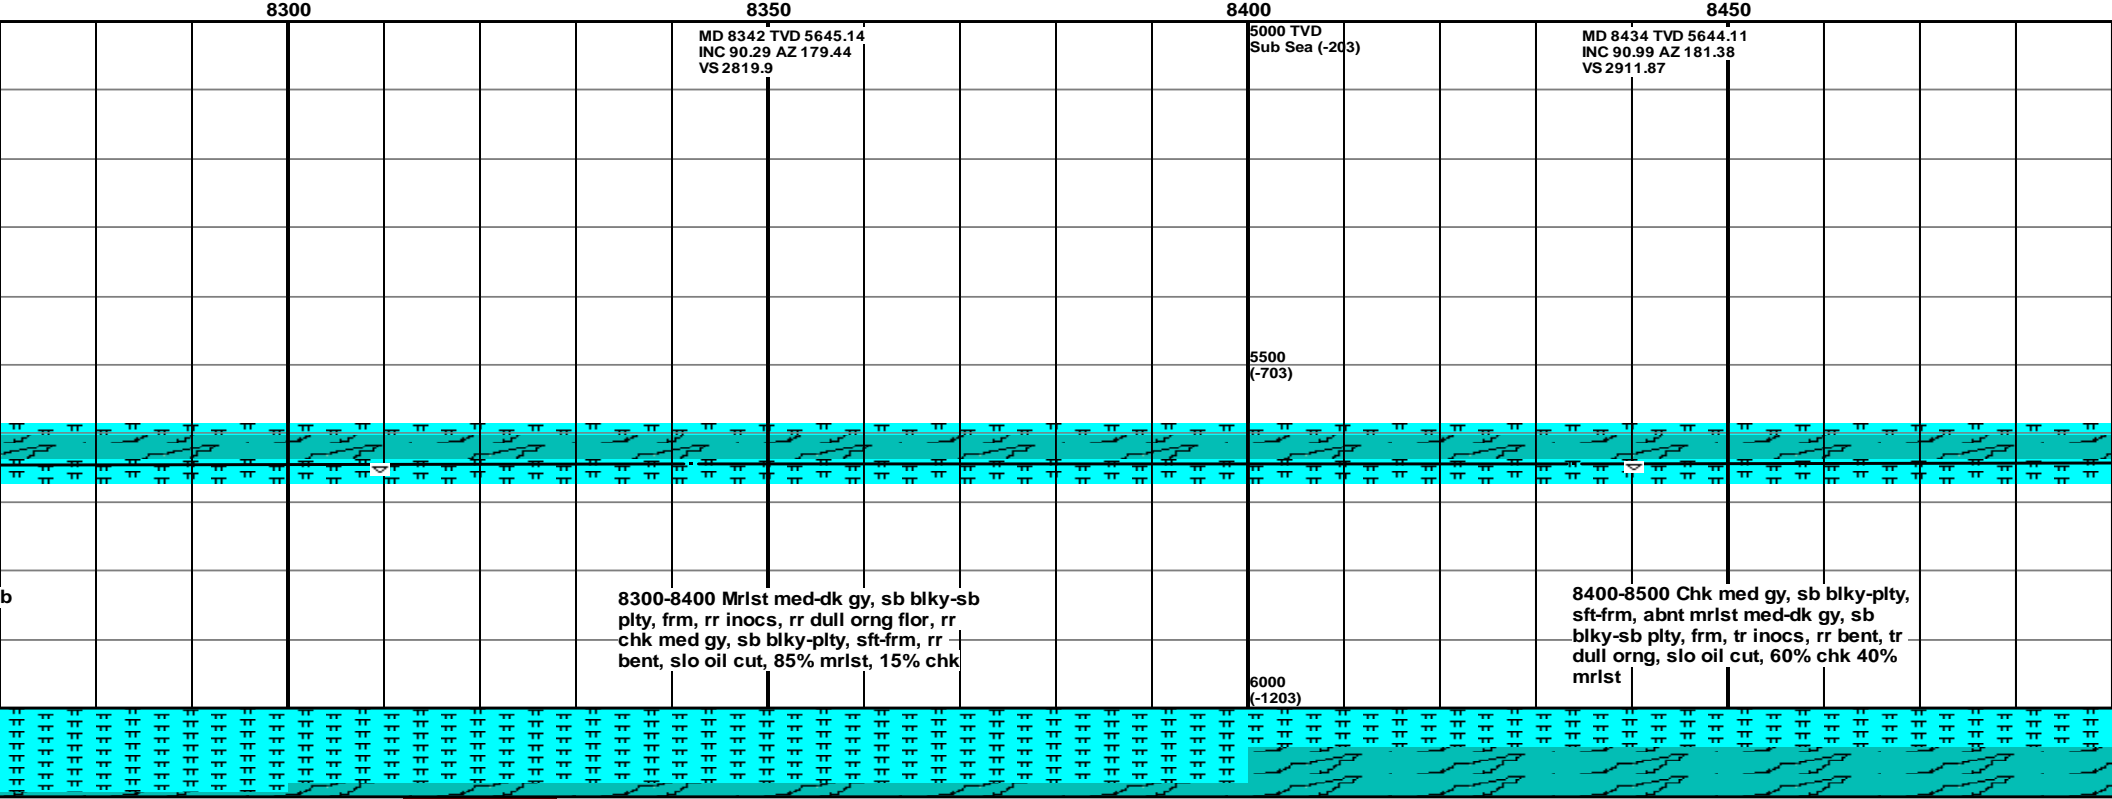 8300
8350
8400
8450
MD 8342 TVD 5645.14
INC 90.29 AZ 179.44
VS 2819.9
5000 TVD
Sub Sea (-203)
MD 8434 TVD 5644.11
INC 90.99 AZ 181.38
VS 2911.87
5500
(-703)
b
8300-8400 Mrlst med-dk gy, sb blky-sb
plty, frm, rr inocs, rr dull orng flor, rr
chk med gy, sb blky-plty, sft-frm, rr
bent, slo oil cut, 85% mrlst, 15% chk
8400-8500 Chk med gy, sb blky-plty,
sft-frm, abnt mrlst med-dk gy, sb
blky-sb plty, frm, tr inocs, rr bent, tr
dull orng, slo oil cut, 60% chk 40%
mrlst
6000
(-1203)